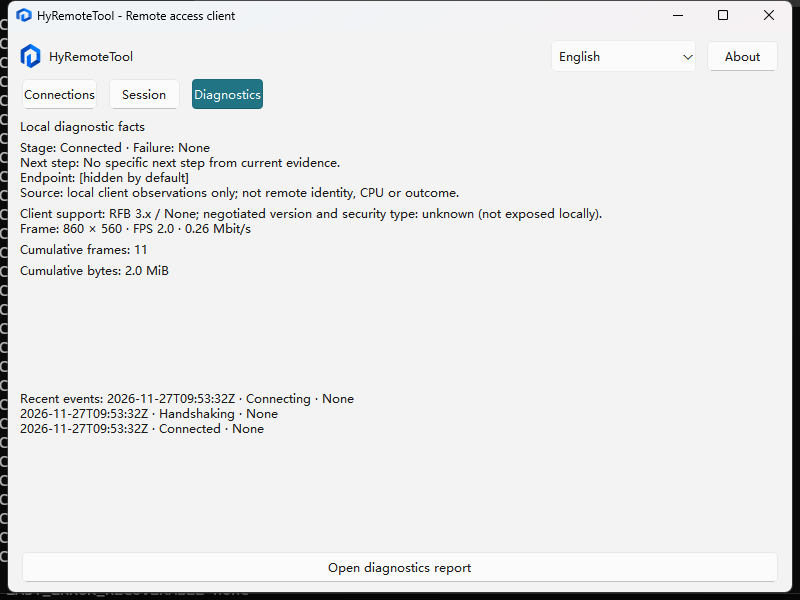 HyRemoteTool - Remote access client
HyRemoteTool
English
About
Connections
Session
Diagnostics
Local diagnostic facts
Stage: Connected · Failure: None
Next step: No specific next step from current evidence.
Endpoint: [hidden by default]
Source: local client observations only; not remote identity, CPU or outcome.
Client support: RFB 3.x / None; negotiated version and security type: unknown (not exposed locally).
Frame: 860 × 560 · FPS 2.0 · 0.26 Mbit/s
Cumulative frames: 11
Cumulative bytes: 2.0 MiB
Recent events: 2026-11-27T09:53:32Z · Connecting · None
2026-11-27T09:53:32Z · Handshaking · None
2026-11-27T09:53:32Z · Connected · None
Open diagnostics report